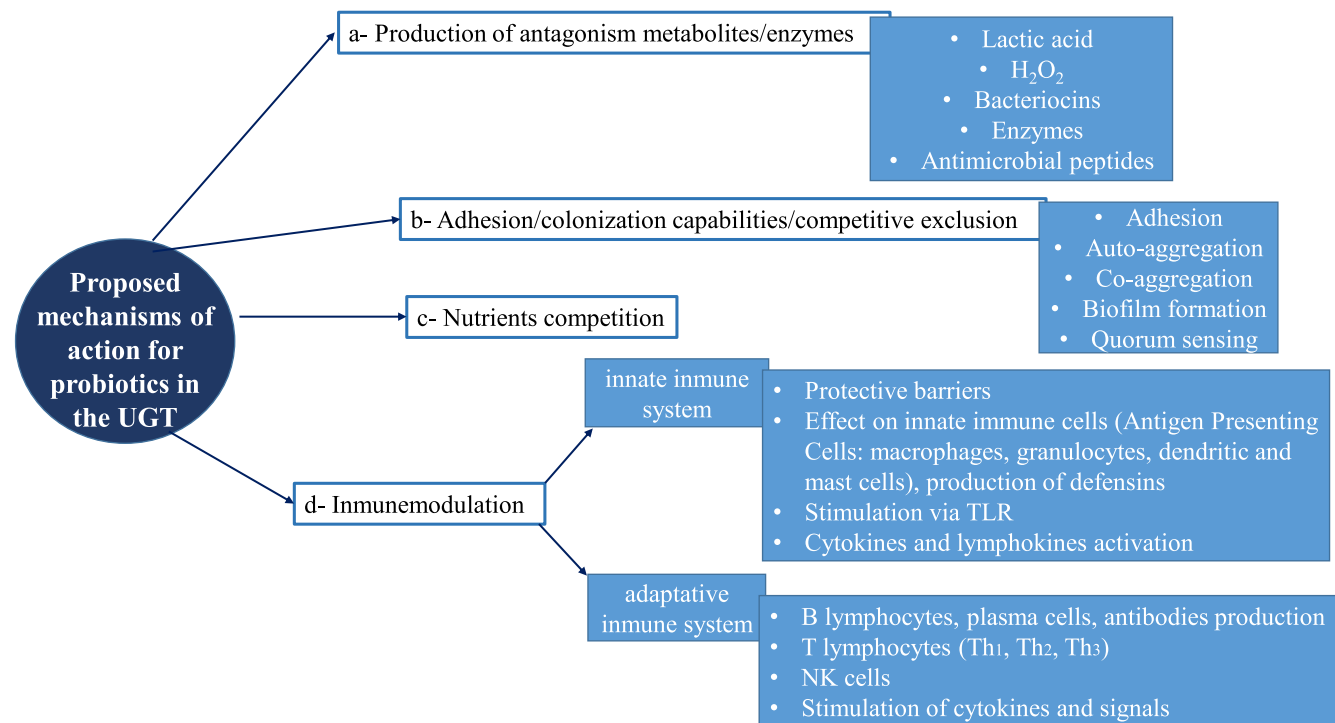 a- Production of antagonism metabolites/enzymes
• Lactic acid
• H₂O₂
• Bacteriocins
• Enzymes
• Antimicrobial peptides
b- Adhesion/colonization capabilities/competitive exclusion
• Adhesion
• Auto-aggregation
• Co-aggregation
• Biofilm formation
• Quorum sensing
Proposed
mechanisms of
action for
probiotics in
the UGT
c- Nutrients competition
d- Inmunemodulation
innate inmune
system
• Protective barriers
• Effect on innate immune cells (Antigen Presenting
Cells: macrophages, granulocytes, dendritic and
mast cells), production of defensins
• Stimulation via TLR
• Cytokines and lymphokines activation
adaptative
inmune system
• B lymphocytes, plasma cells, antibodies production
• T lymphocytes (Th₁, Th₂, Th₃)
• NK cells
• Stimulation of cytokines and signals